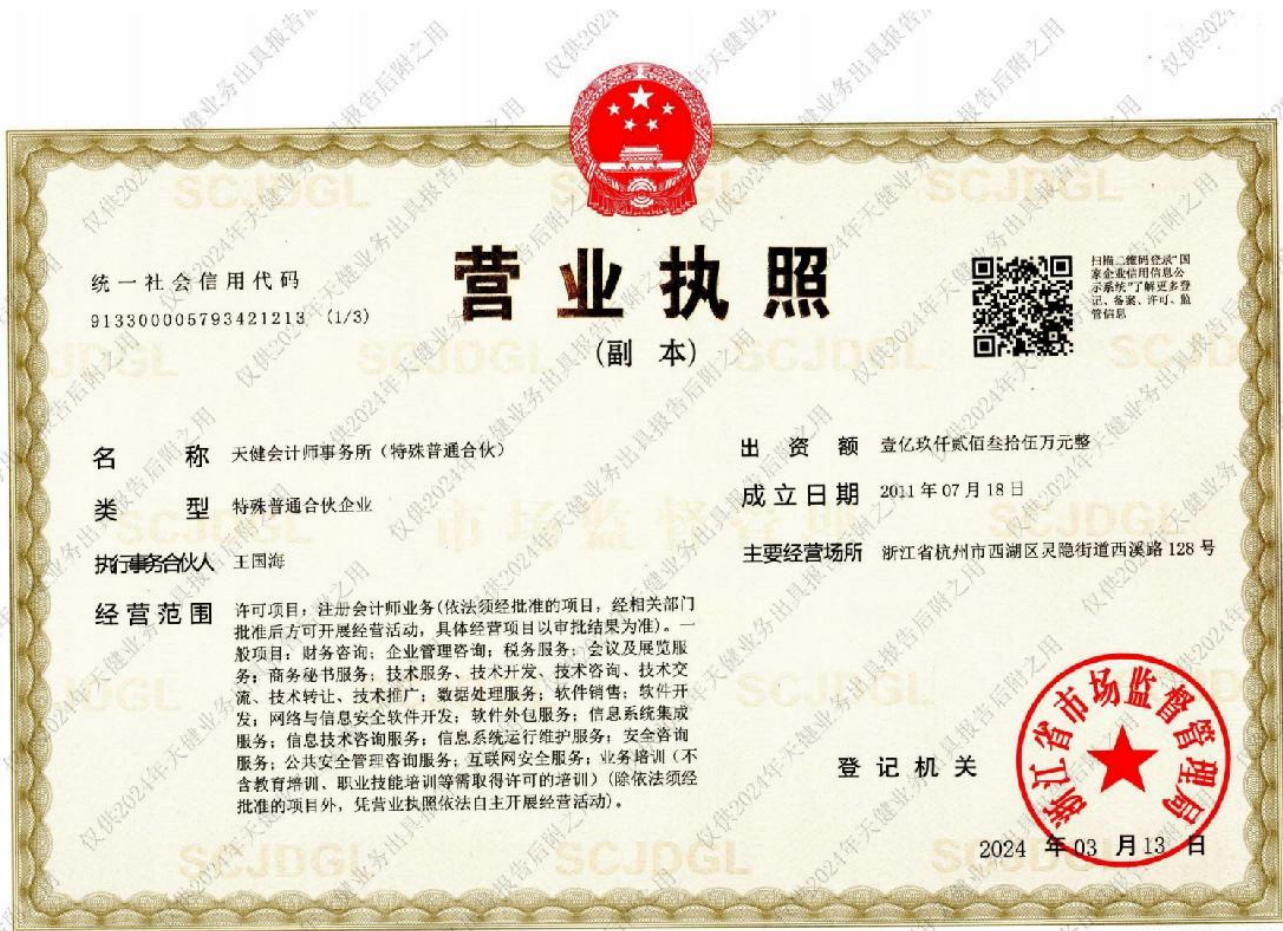 营业执照
(副 本)
统一社会信用代码
913300005793421213 (1/3)
扫描二维码登录“国
家企业信用信息公
示系统”了解更多登
记、备案、许可、监
管信息
名 称 天健会计师事务所（特殊普通合伙）
类 型 特殊普通合伙企业
执行事务合伙人 王国海
经营范围 许可项目：注册会计师业务(依法须经批准的项目，经相关部门
批准后方可开展经营活动，具体经营项目以审批结果为准)。一
般项目：财务咨询；企业管理咨询；税务服务；会议及展览服
务；商务秘书服务；技术服务、技术开发、技术咨询、技术交
流、技术转让、技术推广；数据处理服务；软件销售；软件开
发；网络与信息安全软件开发；软件外包服务；信息系统集成
服务；信息技术咨询服务；信息系统运行维护服务；安全咨询
服务；公共安全管理咨询服务；互联网安全服务；业务培训（不
含教育培训、职业技能培训等需取得许可的培训）(除依法须经
批准的项目外，凭营业执照依法自主开展经营活动)。
出 资 额 壹亿玖仟贰佰叁拾伍万元整
成立日期 2011年07月18日
主要经营场所 浙江省杭州市西湖区灵隐街道西溪路128号
登记机关
浙江省市场监督管理局
2024 年 03 月 13 日
SCJDGL
市场监督管理
仅供2024年天健业务出具报告后附之用